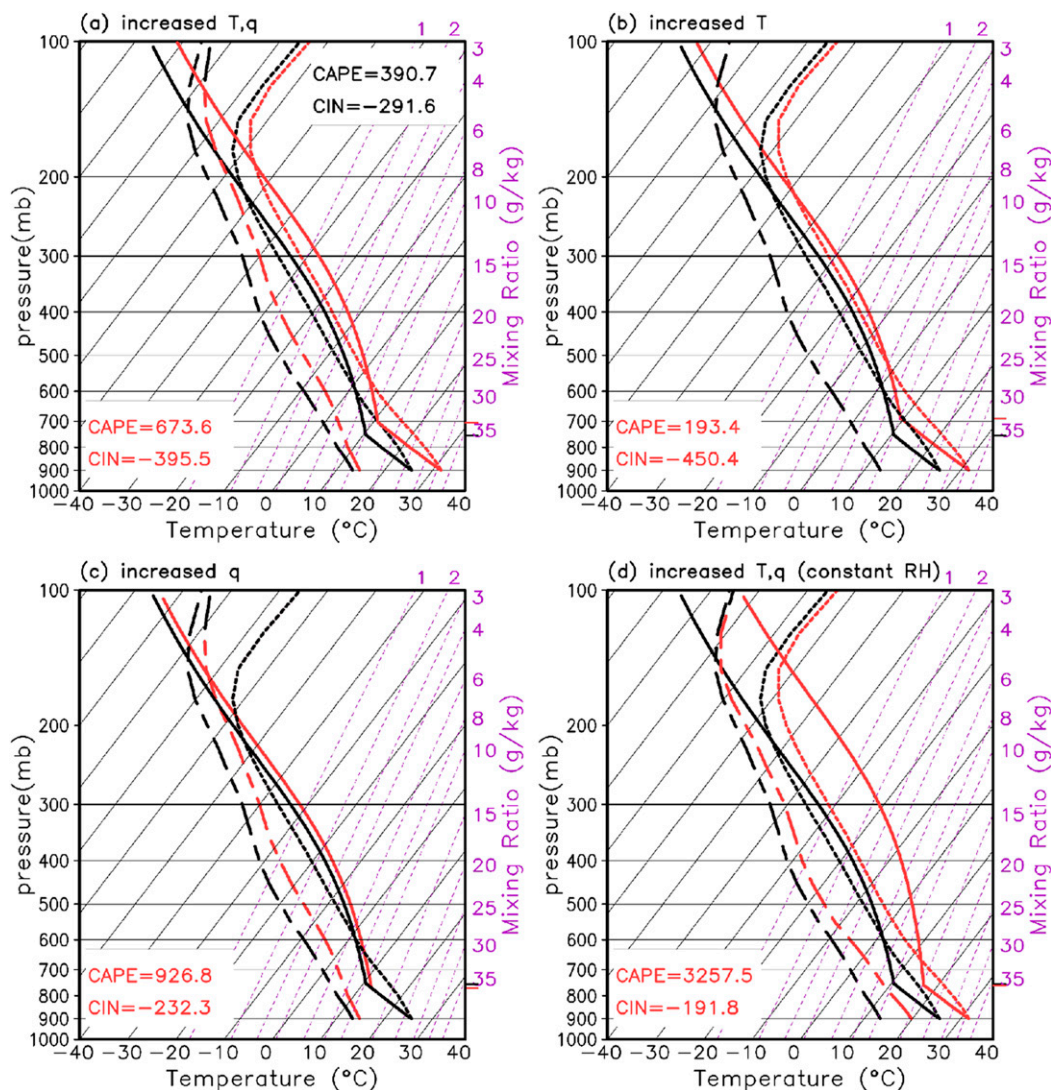 (a) increased T,q
1 2
100
3
CAPE=390.7
4
CIN=−291.6
6
8
200
10
300
15
400
20
500
25
600
30
CAPE=673.6
700
35
800
CIN=−395.5
900
1000
−40 −30 −20 −10 0 10 20 30 40
pressure(mb)
Mixing Ratio (g/kg)
Temperature (°C)
(b) increased T
1 2
100
3
4
6
8
200
10
300
15
400
20
500
25
600
30
CAPE=193.4
700
35
800
CIN=−450.4
900
1000
−40 −30 −20 −10 0 10 20 30 40
pressure(mb)
Mixing Ratio (g/kg)
Temperature (°C)
(c) increased q
1 2
100
3
4
6
8
200
10
300
15
400
20
500
25
600
30
CAPE=926.8
700
35
800
CIN=−232.3
900
1000
−40 −30 −20 −10 0 10 20 30 40
pressure(mb)
Mixing Ratio (g/kg)
Temperature (°C)
(d) increased T,q (constant RH)
1 2
100
3
4
6
8
200
10
300
15
400
20
500
25
600
30
CAPE=3257.5
700
35
800
CIN=−191.8
900
1000
−40 −30 −20 −10 0 10 20 30 40
pressure(mb)
Mixing Ratio (g/kg)
Temperature (°C)